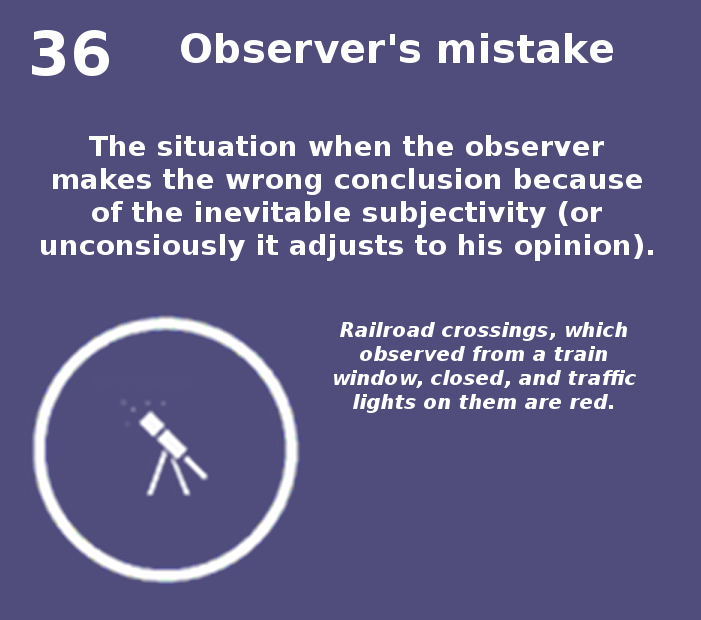 36
Observer's mistake
The situation when the observer
makes the wrong conclusion because
of the inevitable subjectivity (or
unconsiously it adjusts to his opinion).
Railroad crossings, which
observed from a train
window, closed, and traffic
lights on them are red.